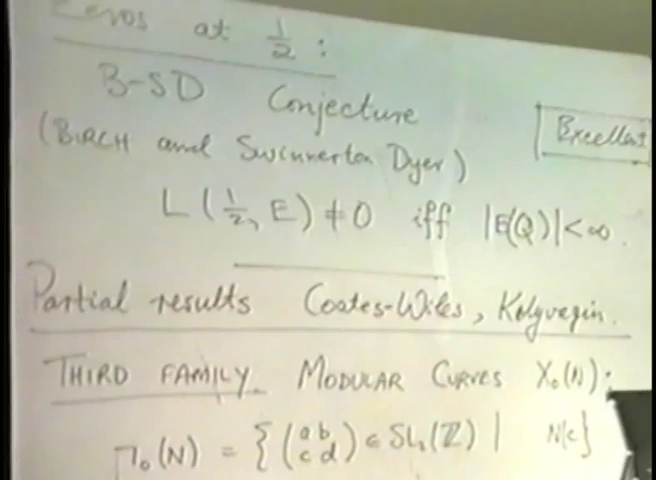 Zeros at 1/2 :
B-SD Conjecture
(BIRCH and Swinnerton Dyer)
Excellent
L(1/2, E) ≠ 0 iff |E(Q)| < ∞.
Partial results Coates-Wiles, Kolyvagin.
THIRD FAMILY MODULAR CURVES X₀(N):
Γ₀(N) = {(a b c d) ∈ SL₂(ℤ) | N|c}